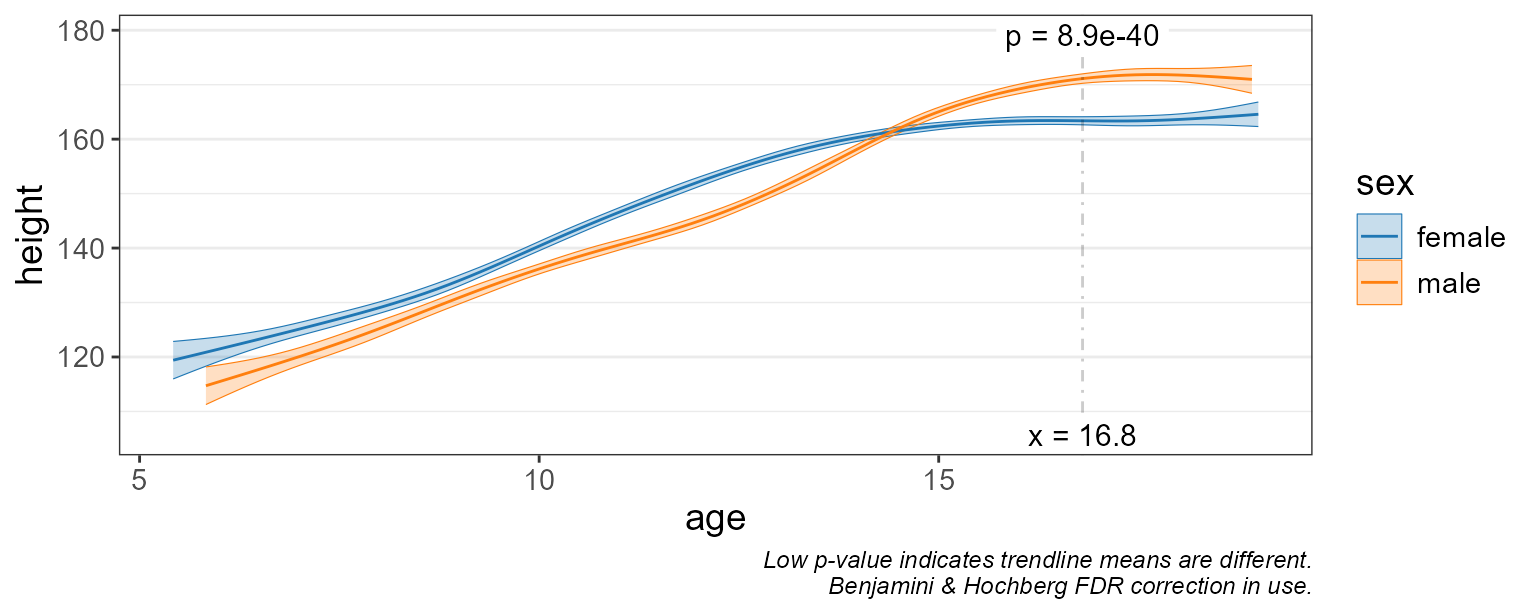 180
160
140
120
height
p = 8.9e-40
x = 16.8
5
10
15
age
sex
female
male
Low p-value indicates trendline means are different.
Benjamini & Hochberg FDR correction in use.